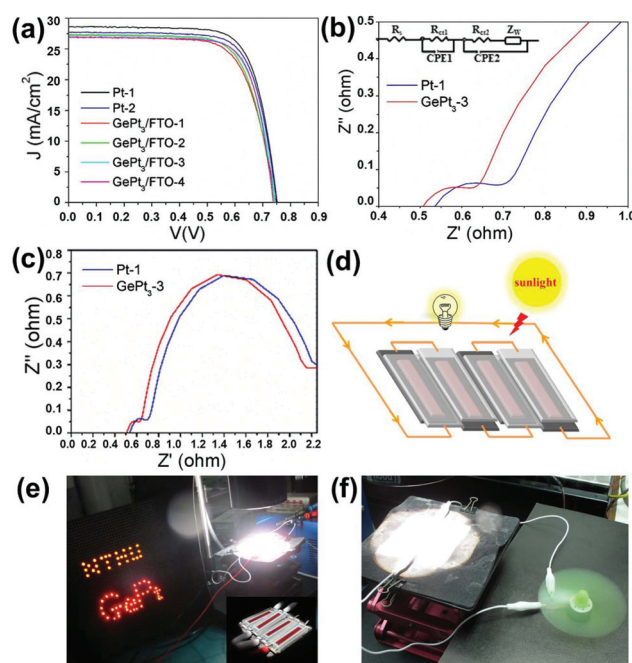 (a)
30
25
20
15
10
5
0
J (mA/cm²)
Pt-1
Pt-2
GePt₃/FTO-1
GePt₃/FTO-2
GePt₃/FTO-3
GePt₃/FTO-4
0.0 0.1 0.2 0.3 0.4 0.5 0.6 0.7 0.8 0.9
V(V)
(b)
0.5
0.4
0.3
0.2
0.1
0.0
Z'' (ohm)
Rs Rct1 Rct2 Zw
CPE1 CPE2
Pt-1
GePt₃-3
0.4 0.5 0.6 0.7 0.8 0.9 1.0
Z' (ohm)
(c)
0.9
0.8
0.7
0.6
0.5
0.4
0.3
0.2
0.1
0.0
Z'' (ohm)
Pt-1
GePt₃-3
0.0 0.2 0.4 0.6 0.8 1.0 1.2 1.4 1.6 1.8 2.0 2.2
Z' (ohm)
(d)
sunlight
(e)
NTHU
GePt
(f)